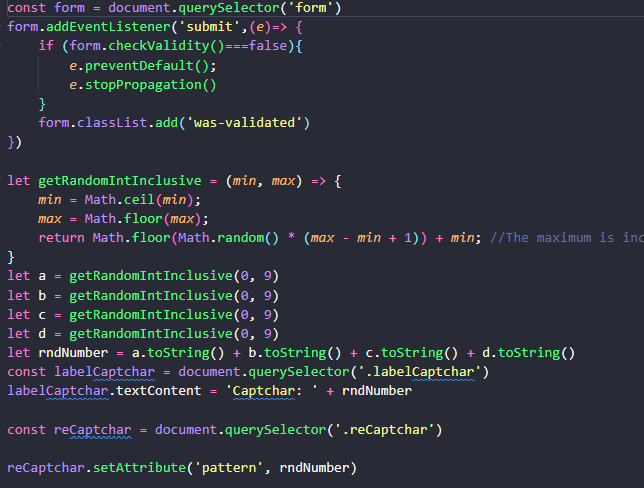 const form = document.querySelector('form')
form.addEventListener('submit',(e)=> {
    if (form.checkValidity()===false){
        e.preventDefault();
        e.stopPropagation()
    }
    form.classList.add('was-validated')
})

let getRandomIntInclusive = (min, max) => {
    min = Math.ceil(min);
    max = Math.floor(max);
    return Math.floor(Math.random() * (max - min + 1)) + min; //The maximum is inc
}
let a = getRandomIntInclusive(0, 9)
let b = getRandomIntInclusive(0, 9)
let c = getRandomIntInclusive(0, 9)
let d = getRandomIntInclusive(0, 9)
let rndNumber = a.toString() + b.toString() + c.toString() + d.toString()
const labelCaptchar = document.querySelector('.labelCaptchar')
labelCaptchar.textContent = 'Captchar: ' + rndNumber

const reCaptchar = document.querySelector('.reCaptchar')

reCaptchar.setAttribute('pattern', rndNumber)